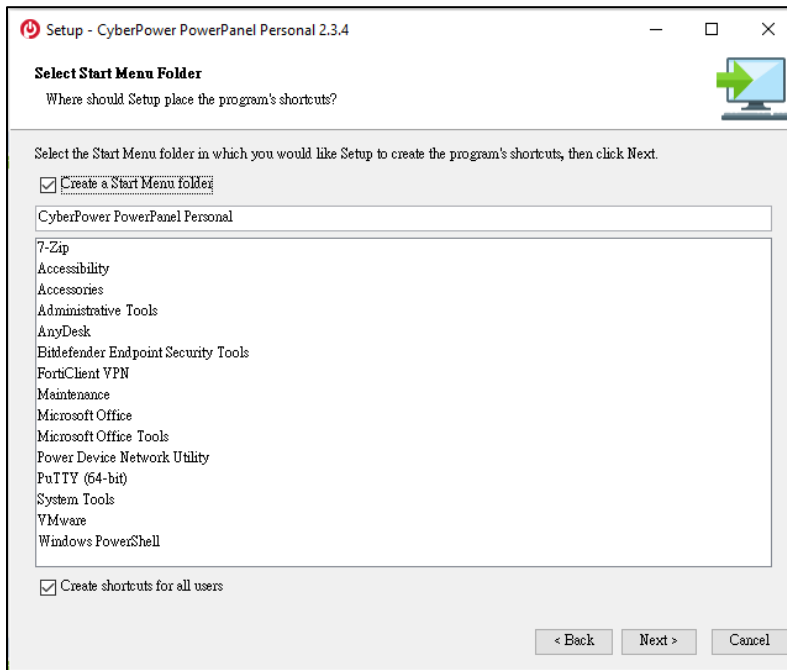 Setup - CyberPower PowerPanel Personal 2.3.4
Select Start Menu Folder
Where should Setup place the program's shortcuts?
Select the Start Menu folder in which you would like Setup to create the program's shortcuts, then click Next.
Create a Start Menu folder
CyberPower PowerPanel Personal
7-Zip
Accessibility
Accessories
Administrative Tools
AnyDesk
Bitdefender Endpoint Security Tools
FortiClient VPN
Maintenance
Microsoft Office
Microsoft Office Tools
Power Device Network Utility
PuTTY (64-bit)
System Tools
VMware
Windows PowerShell
Create shortcuts for all users
< Back Next > Cancel